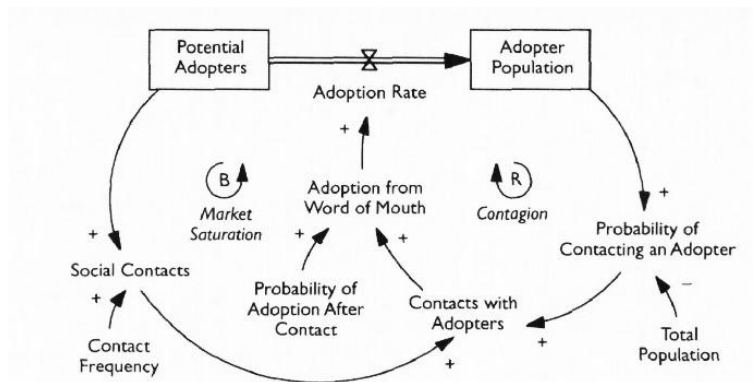 Potential
Adopters
Adopter
Population
Adoption Rate
+
B
Market
Saturation
R
Contagion
Adoption from
Word of Mouth
+
+
+
Probability of
Contacting an Adopter
+
Social Contacts
+
Contact
Frequency
Probability of
Adoption After
Contact
+
Contacts with
Adopters
+
+
−
Total
Population